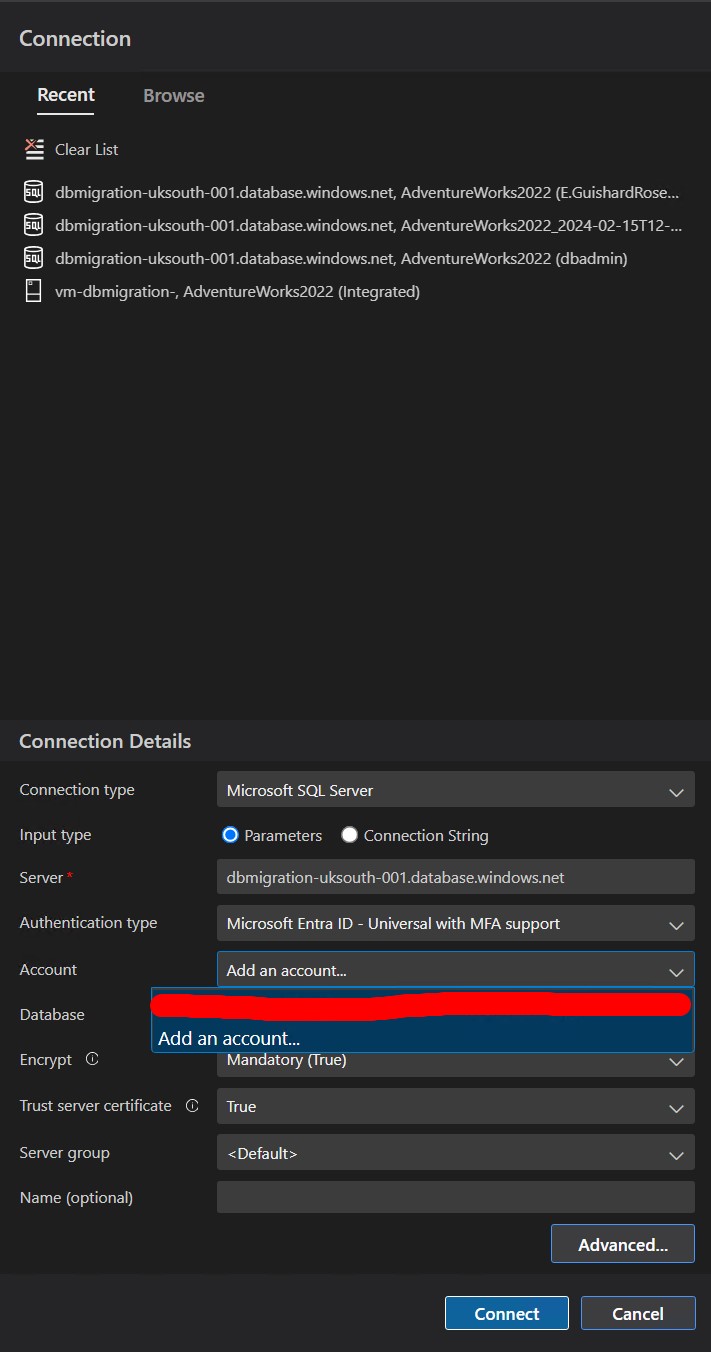 Connection
Recent Browse
Clear List
dbmigration-uksouth-001.database.windows.net, AdventureWorks2022 (E.GuishardRose...
dbmigration-uksouth-001.database.windows.net, AdventureWorks2022_2024-02-15T12-...
dbmigration-uksouth-001.database.windows.net, AdventureWorks2022 (dbadmin)
vm-dbmigration-, AdventureWorks2022 (Integrated)
Connection Details
Connection type Microsoft SQL Server
Input type Parameters Connection String
Server* dbmigration-uksouth-001.database.windows.net
Authentication type Microsoft Entra ID - Universal with MFA support
Account Add an account...
Database
Add an account...
Encrypt Mandatory (True)
Trust server certificate True
Server group <Default>
Name (optional)
Advanced...
Connect Cancel